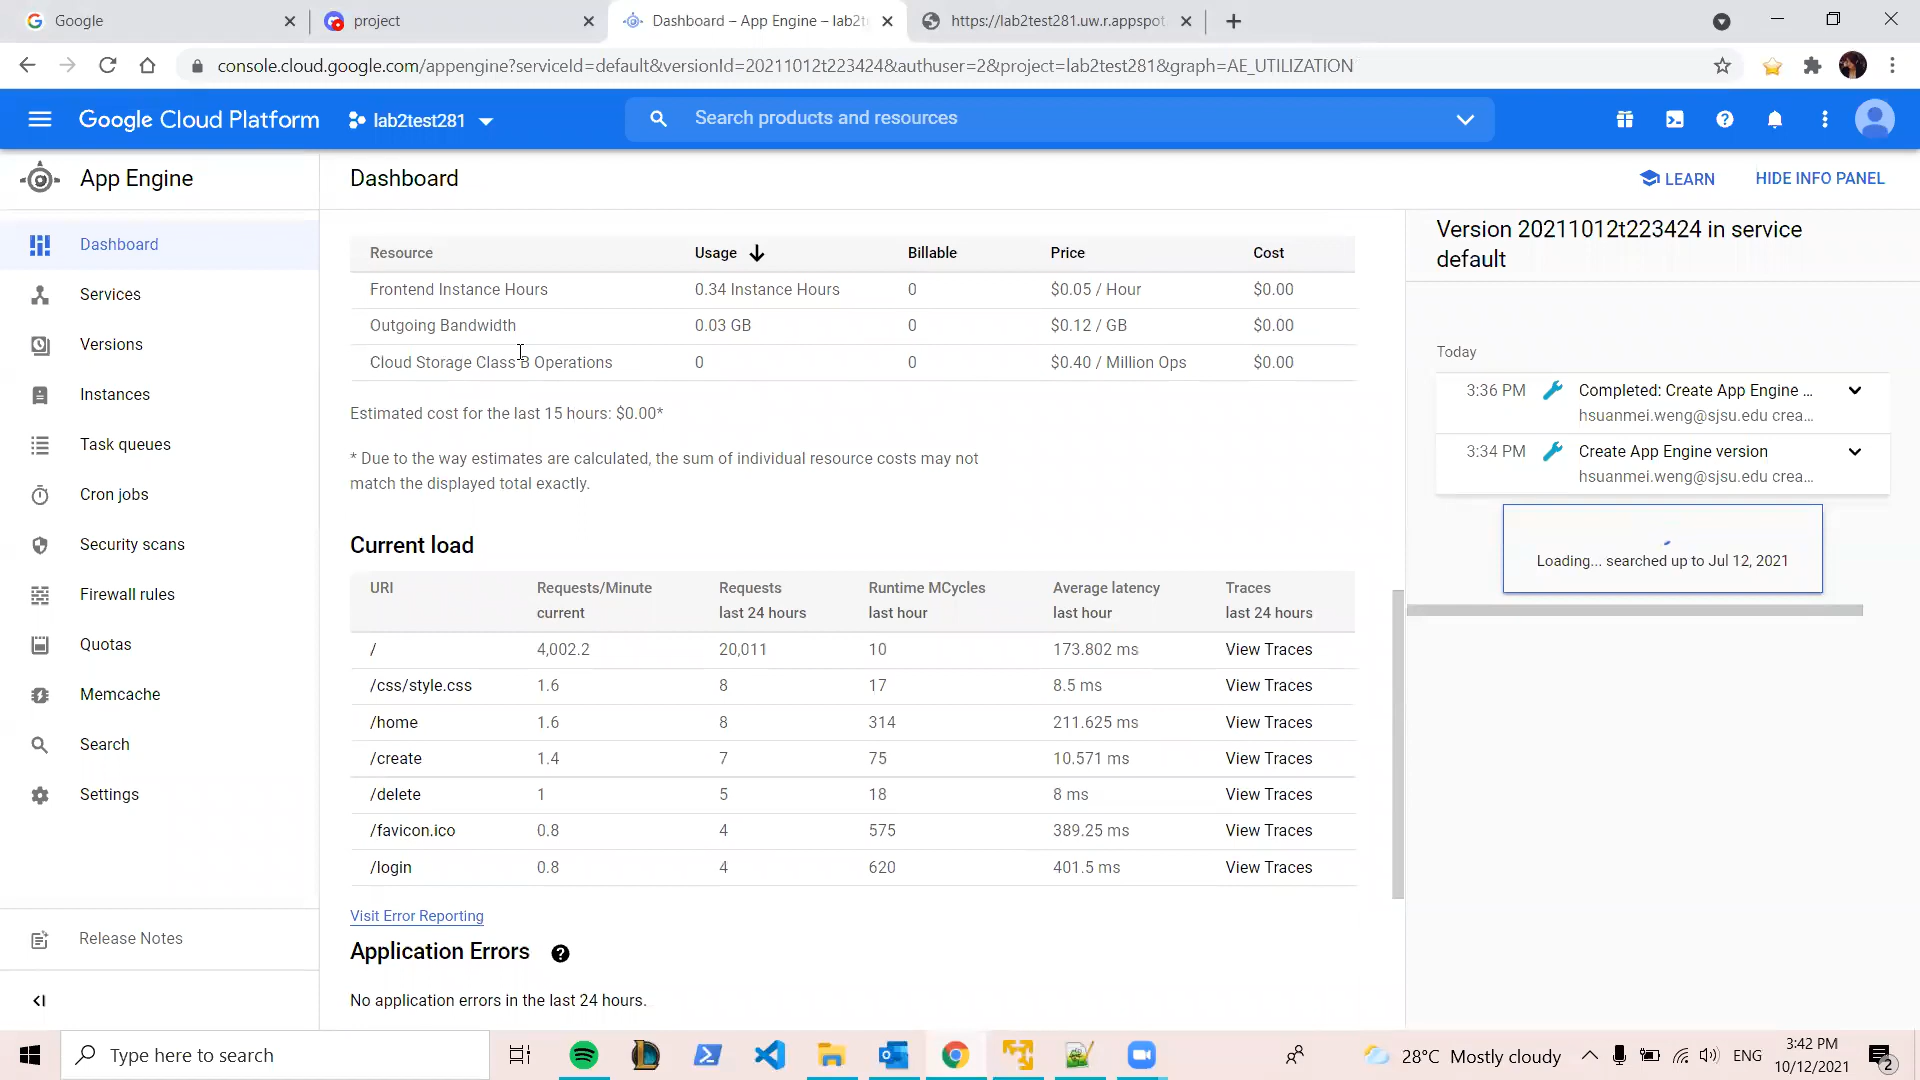 Google
project
Dashboard – App Engine – lab2t
https://lab2test281.uw.r.appspot
console.cloud.google.com/appengine?serviceId=default&versionId=20211012t223424&authuser=2&project=lab2test281&graph=AE_UTILIZATION
Google Cloud Platform
lab2test281
Search products and resources
App Engine
Dashboard
LEARN
HIDE INFO PANEL
Dashboard
Services
Versions
Instances
Task queues
Cron jobs
Security scans
Firewall rules
Quotas
Memcache
Search
Settings
Release Notes
Resource Usage Billable Price Cost
Frontend Instance Hours 0.34 Instance Hours 0 $0.05 / Hour $0.00
Outgoing Bandwidth 0.03 GB 0 $0.12 / GB $0.00
Cloud Storage Class B Operations 0 0 $0.40 / Million Ops $0.00
Estimated cost for the last 15 hours: $0.00*
* Due to the way estimates are calculated, the sum of individual resource costs may not
match the displayed total exactly.
Current load
URI Requests/Minute Requests Runtime MCycles Average latency Traces
current last 24 hours last hour last hour last 24 hours
/ 4,002.2 20,011 10 173.802 ms View Traces
/css/style.css 1.6 8 17 8.5 ms View Traces
/home 1.6 8 314 211.625 ms View Traces
/create 1.4 7 75 10.571 ms View Traces
/delete 1 5 18 8 ms View Traces
/favicon.ico 0.8 4 575 389.25 ms View Traces
/login 0.8 4 620 401.5 ms View Traces
Visit Error Reporting
Application Errors
No application errors in the last 24 hours.
Version 20211012t223424 in service
default
Today
3:36 PM Completed: Create App Engine ...
hsuanmei.weng@sjsu.edu crea...
3:34 PM Create App Engine version
hsuanmei.weng@sjsu.edu crea...
Loading... searched up to Jul 12, 2021
Type here to search
28°C Mostly cloudy
ENG
3:42 PM
10/12/2021
2